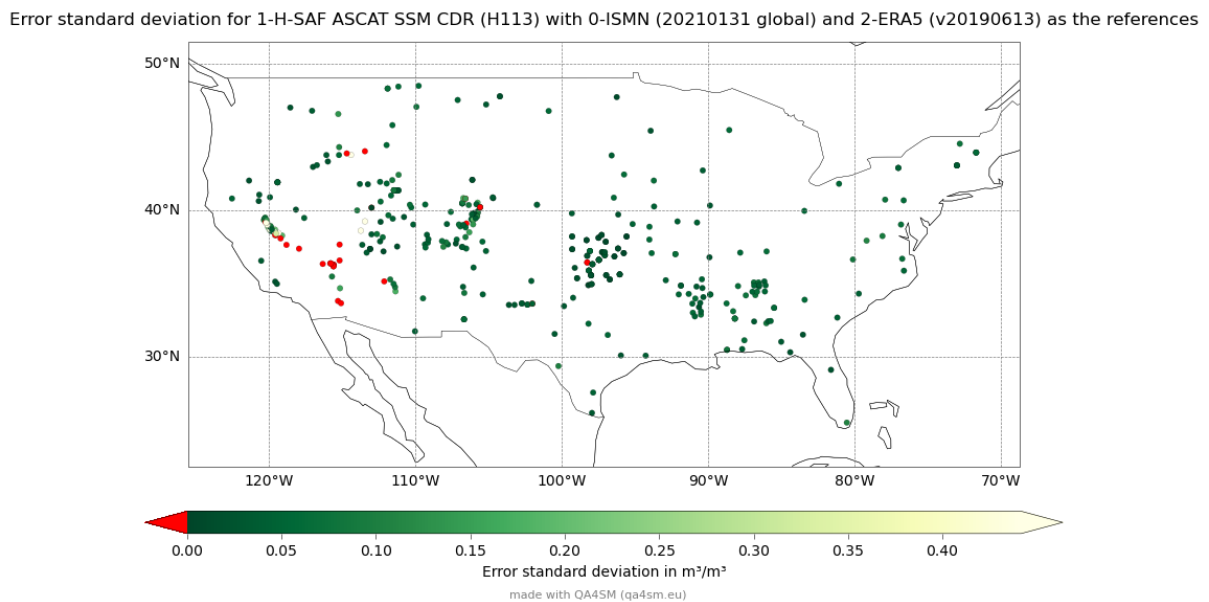 Error standard deviation for 1-H-SAF ASCAT SSM CDR (H113) with 0-ISMN (20210131 global) and 2-ERA5 (v20190613) as the references
50°N
40°N
30°N
120°W 110°W 100°W 90°W 80°W 70°W
0.00 0.05 0.10 0.15 0.20 0.25 0.30 0.35 0.40
Error standard deviation in m³/m³
made with QA4SM (qa4sm.eu)